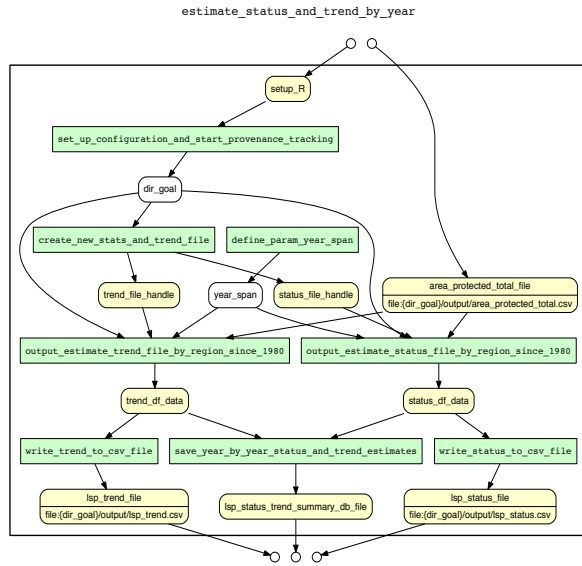 estimate_status_and_trend_by_year
setup_R
set_up_configuration_and_start_provenance_tracking
dir_goal
create_new_stats_and_trend_file
define_param_year_span
trend_file_handle
year_span
status_file_handle
area_protected_total_file
file:{dir_goal}/output/area_protected_total.csv
output_estimate_trend_file_by_region_since_1980
output_estimate_status_file_by_region_since_1980
trend_df_data
status_df_data
write_trend_to_csv_file
save_year_by_year_status_and_trend_estimates
write_status_to_csv_file
lsp_trend_file
file:{dir_goal}/output/lsp_trend.csv
lsp_status_trend_summary_db_file
lsp_status_file
file:{dir_goal}/output/lsp_status.csv